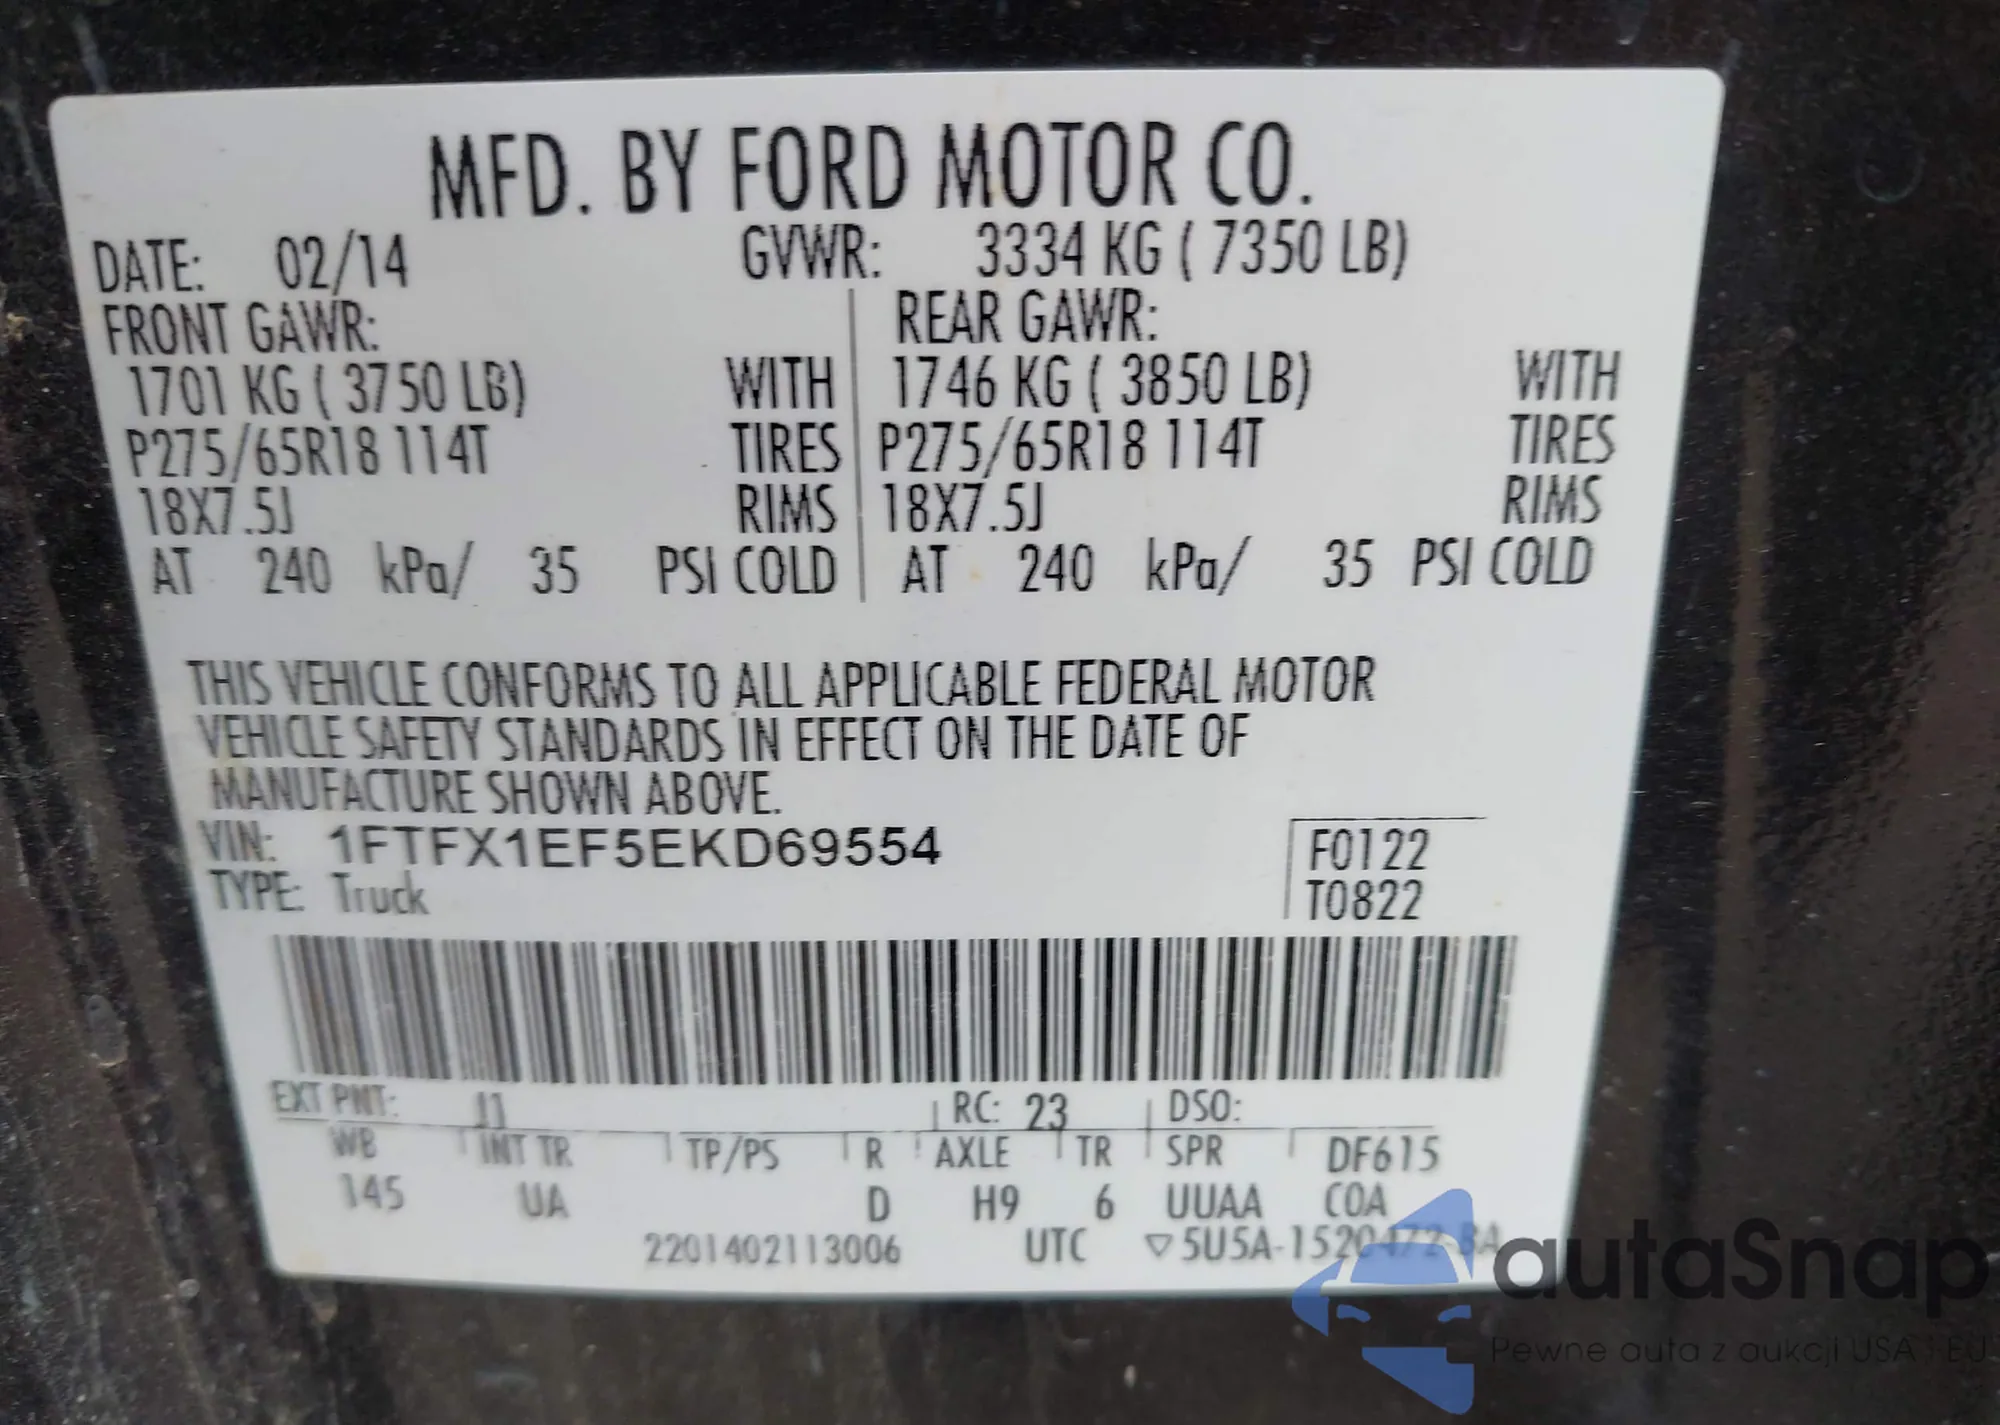 MFD. BY FORD MOTOR CO.
DATE: 02/14 GVWR: 3334 KG ( 7350 LB)
FRONT GAWR: REAR GAWR:
1701 KG ( 3750 LB) WITH 1746 KG ( 3850 LB) WITH
P275/65R18 114T TIRES P275/65R18 114T TIRES
18X7.5J RIMS 18X7.5J RIMS
AT 240 kPa/ 35 PSI COLD AT 240 kPa/ 35 PSI COLD
THIS VEHICLE CONFORMS TO ALL APPLICABLE FEDERAL MOTOR
VEHICLE SAFETY STANDARDS IN EFFECT ON THE DATE OF
MANUFACTURE SHOWN ABOVE.
VIN: 1FTFX1EF5EKD69554 F0122
TYPE: Truck T0822
EXT PNT: J1 RC: 23 DSO:
WB INT TR TP/PS R AXLE TR SPR DF615
145 UA D H9 6 UUAA COA
2201402113006 UTC ▽5U5A-1520472-BA
autaSnap
Pewne auta z aukcji USA i EU